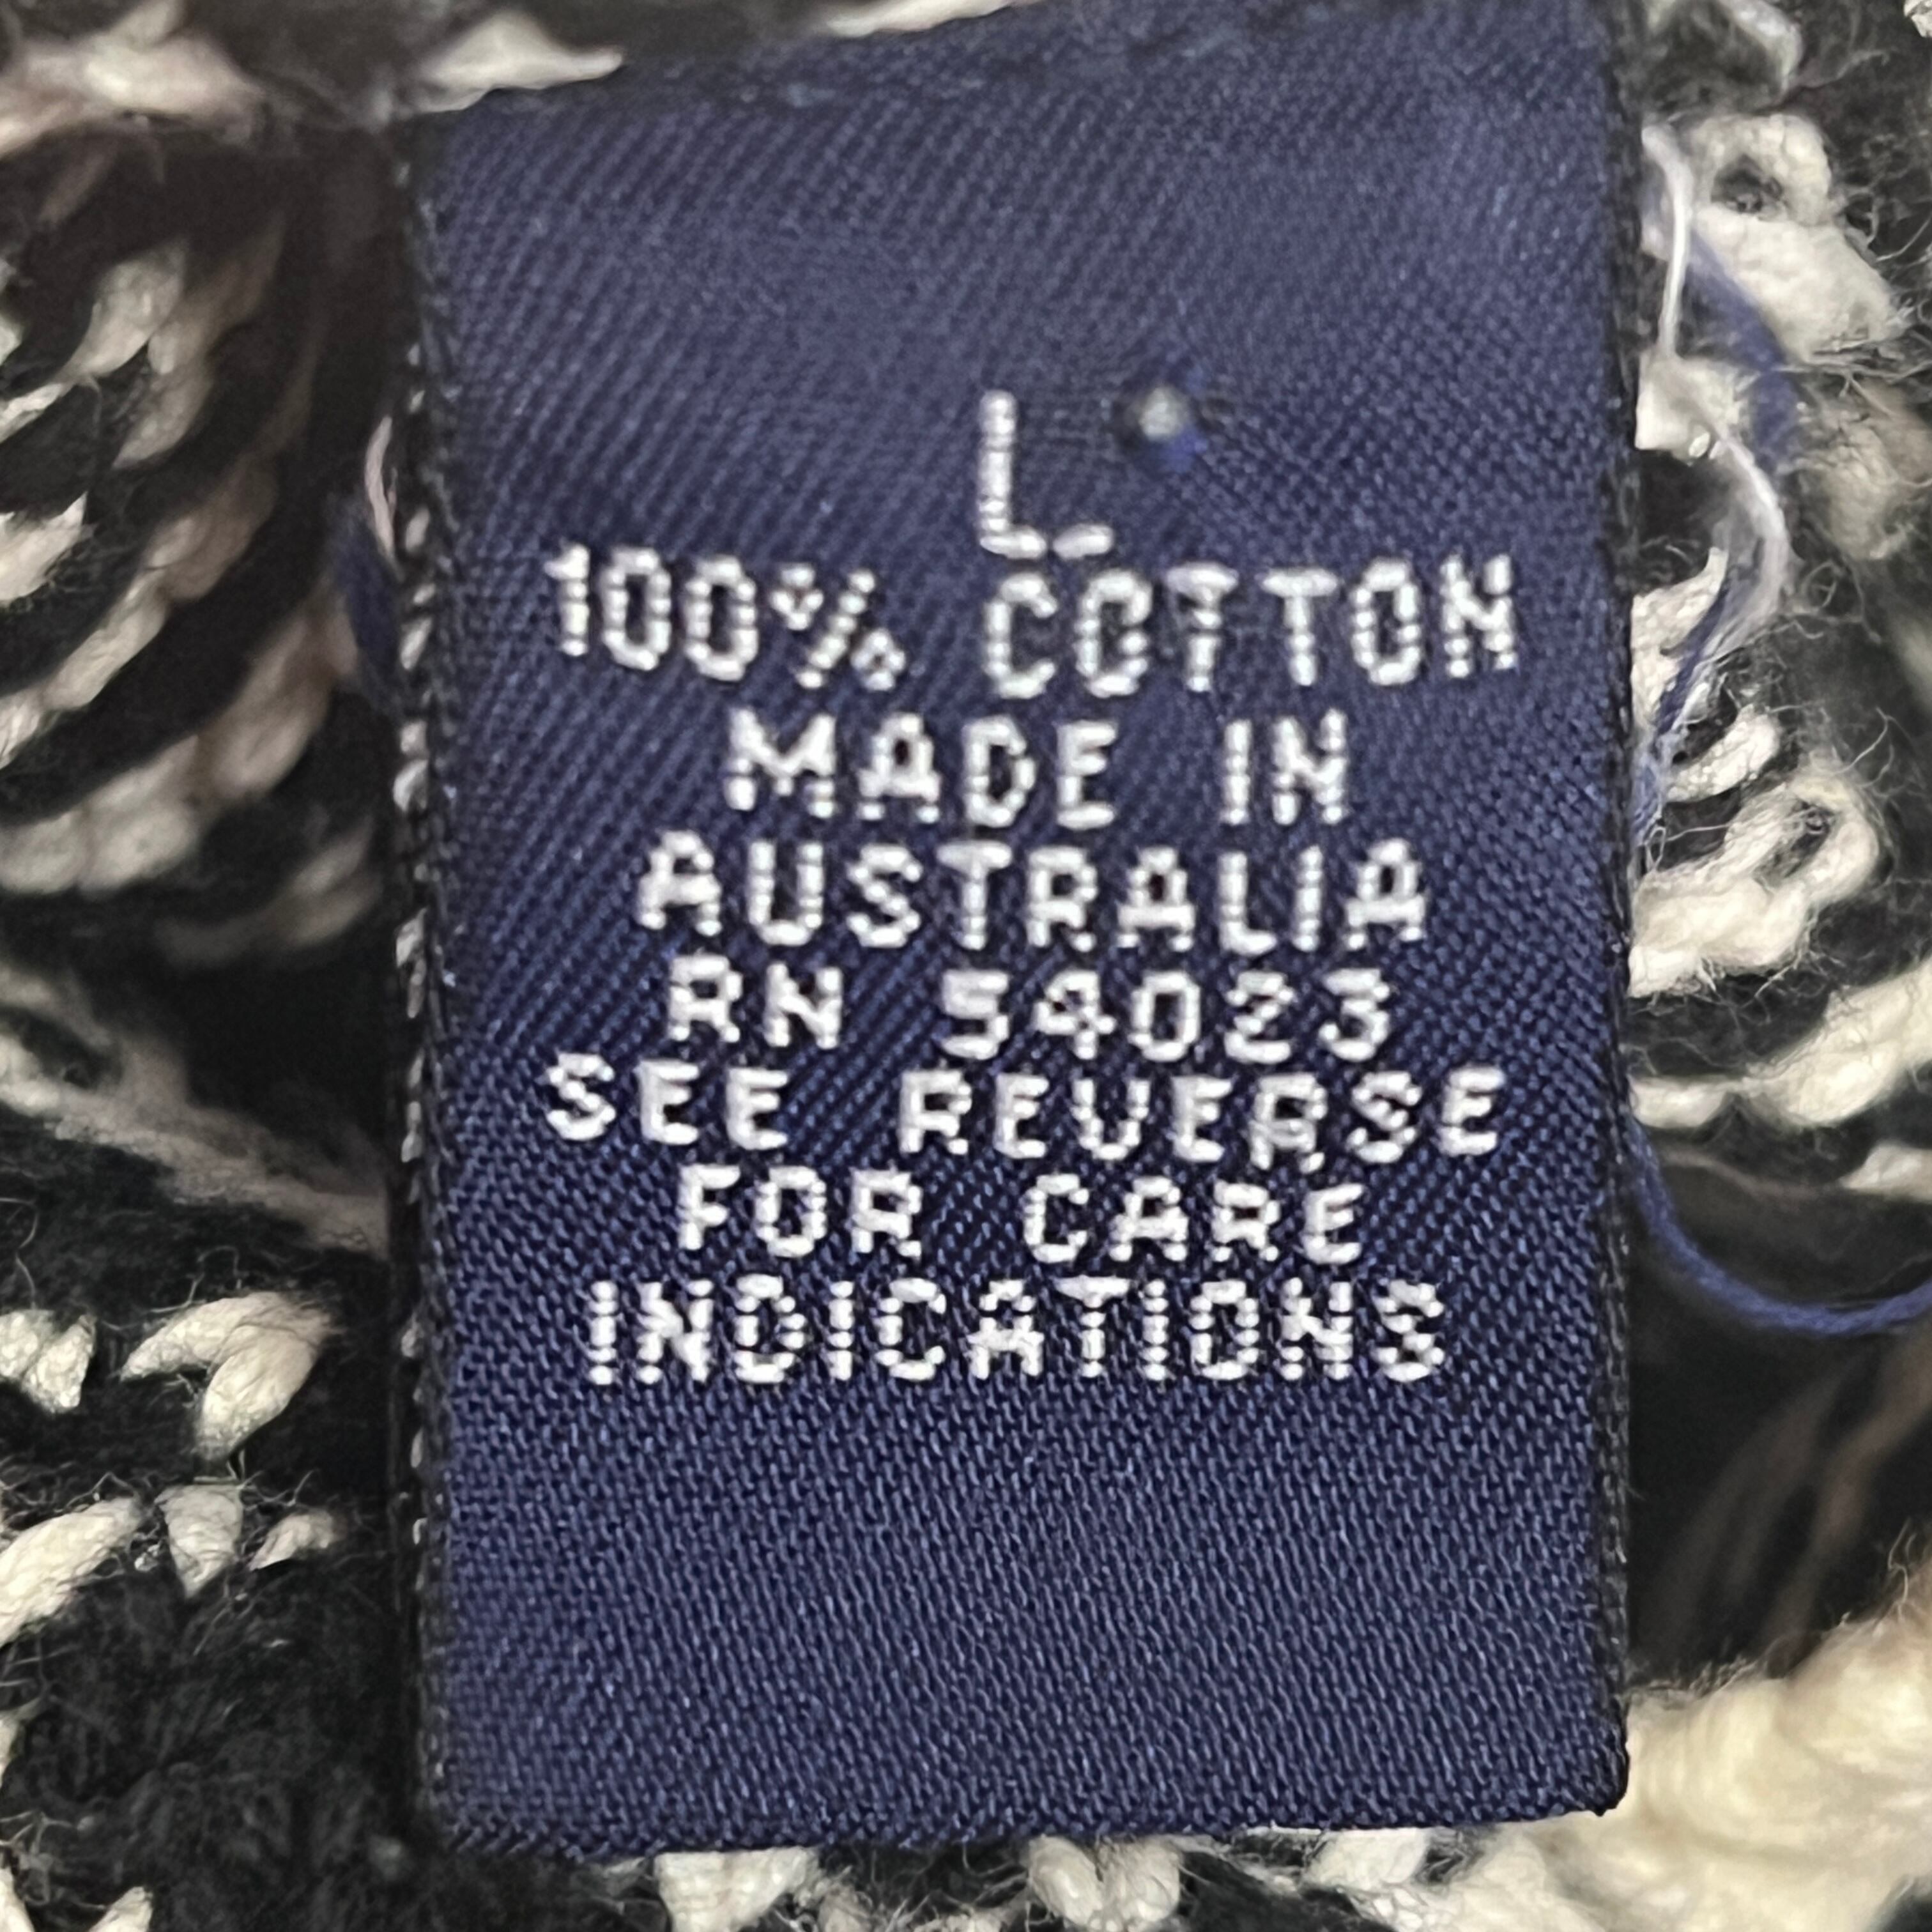 L
100% COTTON
MADE IN
AUSTRALIA
RN 54023
SEE REVERSE
FOR CARE
INDICATIONS